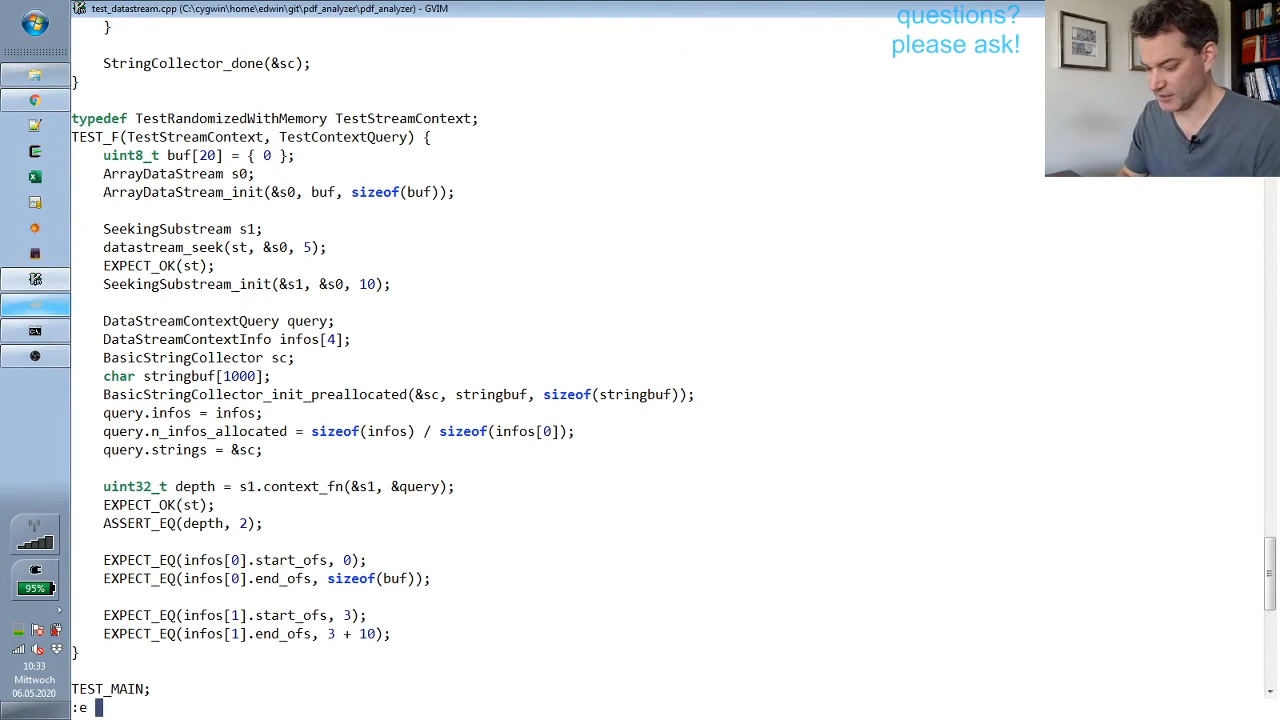 test_datastream.cpp (C:\cygwin\home\edwin\git\pdf_analyzer\pdf_analyzer) - GVIM
questions?
please ask!
}
StringCollector_done(&sc);
}
typedef TestRandomizedWithMemory TestStreamContext;
TEST_F(TestStreamContext, TestContextQuery) {
uint8_t buf[20] = { 0 };
ArrayDataStream s0;
ArrayDataStream_init(&s0, buf, sizeof(buf));
SeekingSubstream s1;
datastream_seek(st, &s0, 5);
EXPECT_OK(st);
SeekingSubstream_init(&s1, &s0, 10);
DataStreamContextQuery query;
DataStreamContextInfo infos[4];
BasicStringCollector sc;
char stringbuf[1000];
BasicStringCollector_init_preallocated(&sc, stringbuf, sizeof(stringbuf));
query.infos = infos;
query.n_infos_allocated = sizeof(infos) / sizeof(infos[0]);
query.strings = &sc;
uint32_t depth = s1.context_fn(&s1, &query);
EXPECT_OK(st);
ASSERT_EQ(depth, 2);
EXPECT_EQ(infos[0].start_ofs, 0);
EXPECT_EQ(infos[0].end_ofs, sizeof(buf));
EXPECT_EQ(infos[1].start_ofs, 3);
EXPECT_EQ(infos[1].end_ofs, 3 + 10);
}
TEST_MAIN;
:e
95%
10:33
Mittwoch
06.05.2020